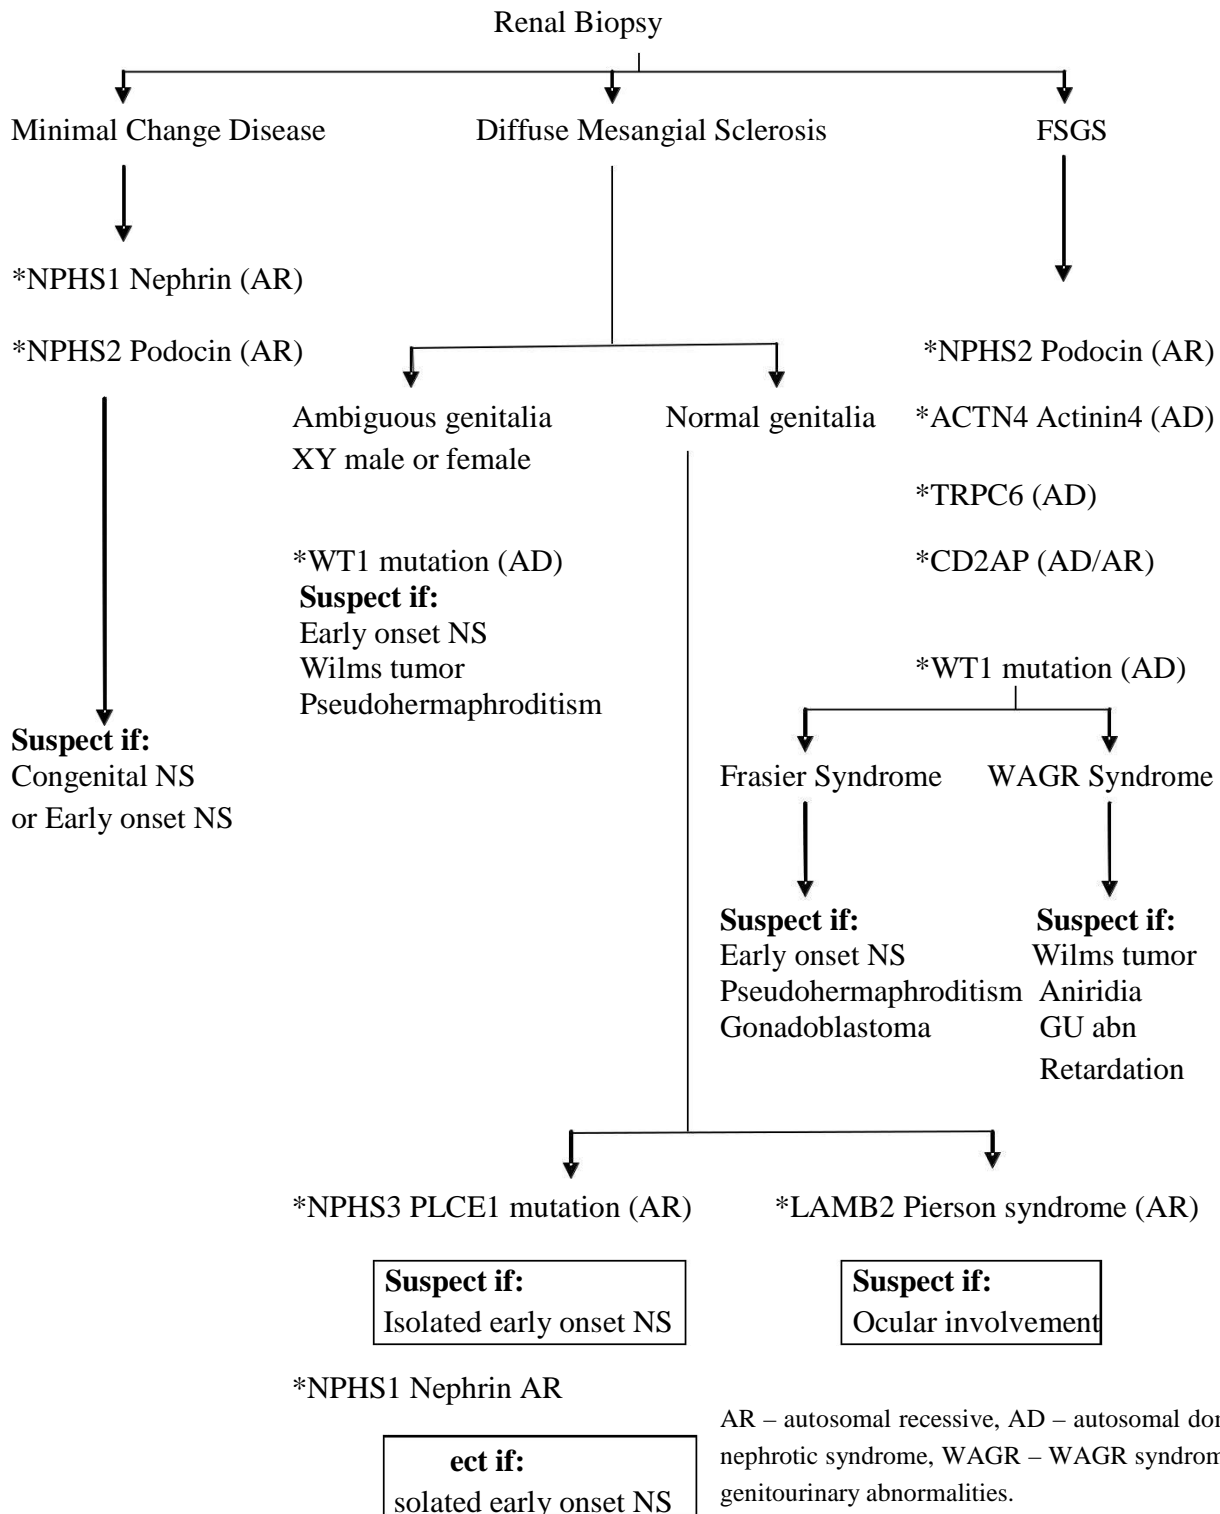 Renal Biopsy
Minimal Change Disease
Diffuse Mesangial Sclerosis
FSGS
*NPHS1 Nephrin (AR)
*NPHS2 Podocin (AR)
Suspect if:
Congenital NS
or Early onset NS
Ambiguous genitalia
XY male or female
*WT1 mutation (AD)
Suspect if:
Early onset NS
Wilms tumor
Pseudohermaphroditism
Normal genitalia
*NPHS2 Podocin (AR)
*ACTN4 Actinin4 (AD)
*TRPC6 (AD)
*CD2AP (AD/AR)
*WT1 mutation (AD)
Frasier Syndrome
Suspect if:
Early onset NS
Pseudohermaphroditism
Gonadoblastoma
WAGR Syndrome
Suspect if:
Wilms tumor
Aniridia
GU abn
Retardation
*NPHS3 PLCE1 mutation (AR)
Suspect if:
Isolated early onset NS
*LAMB2 Pierson syndrome (AR)
Suspect if:
Ocular involvement
*NPHS1 Nephrin AR
ect if:
solated early onset NS
AR – autosomal recessive, AD – autosomal
nephrotic syndrome, WAGR – WAGR
genitourinary abnormalities.